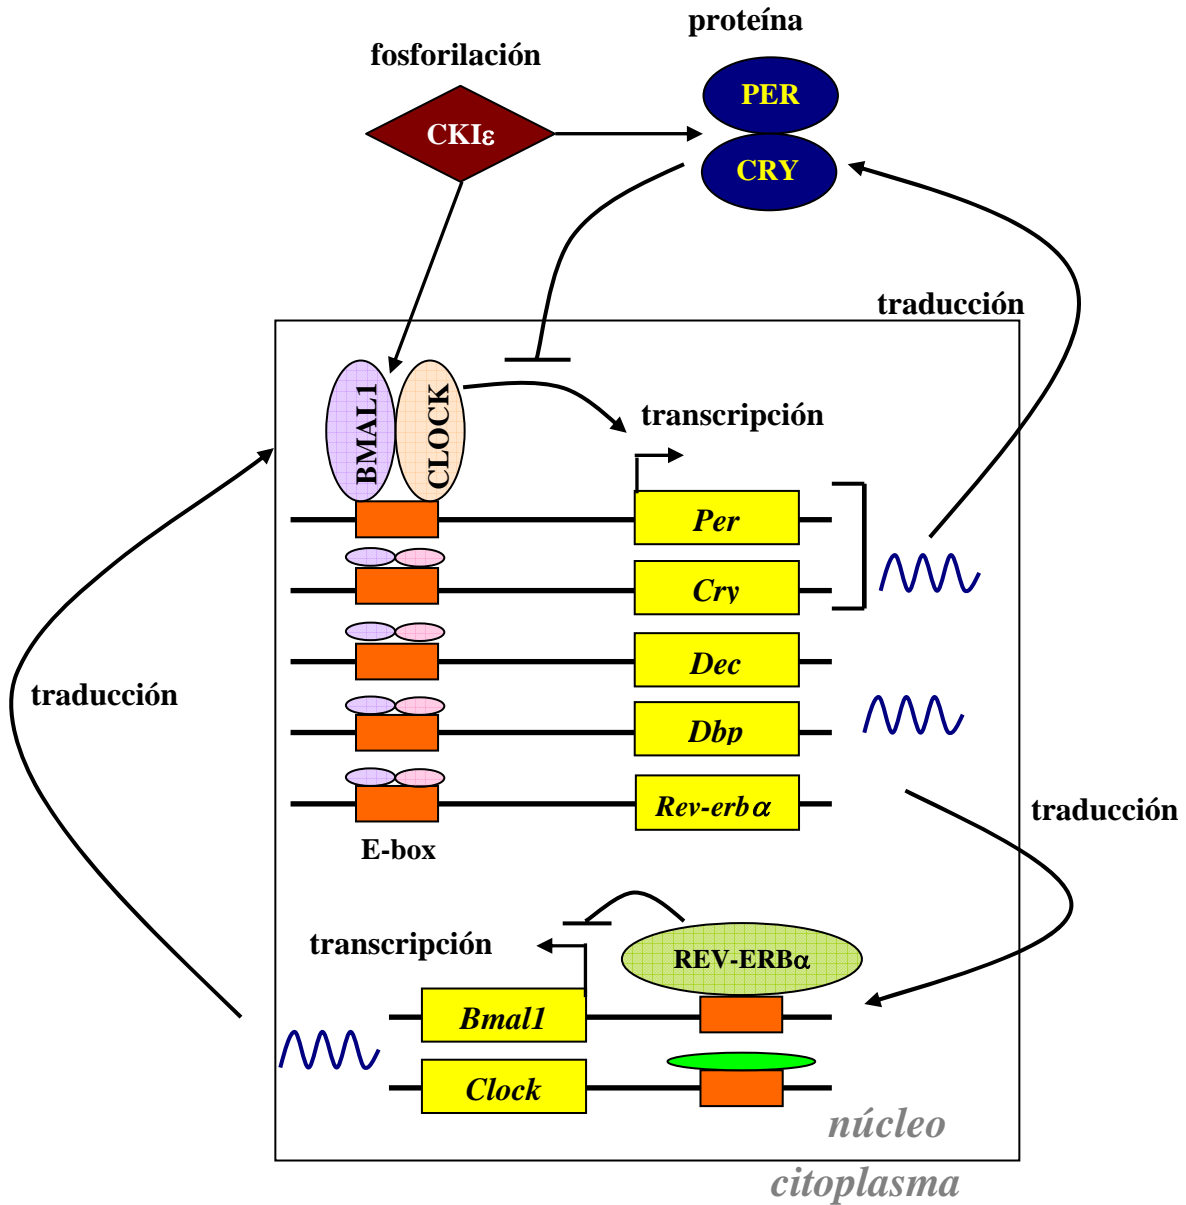 proteína
fosforilación
PER
CKIε
CRY
traducción
BMAL1
CLOCK
transcripción
Per
Cry
Dec
traducción
Dbp
Rev-erbα
traducción
E-box
transcripción
REV-ERBα
Bmal1
Clock
núcleo
citoplasma